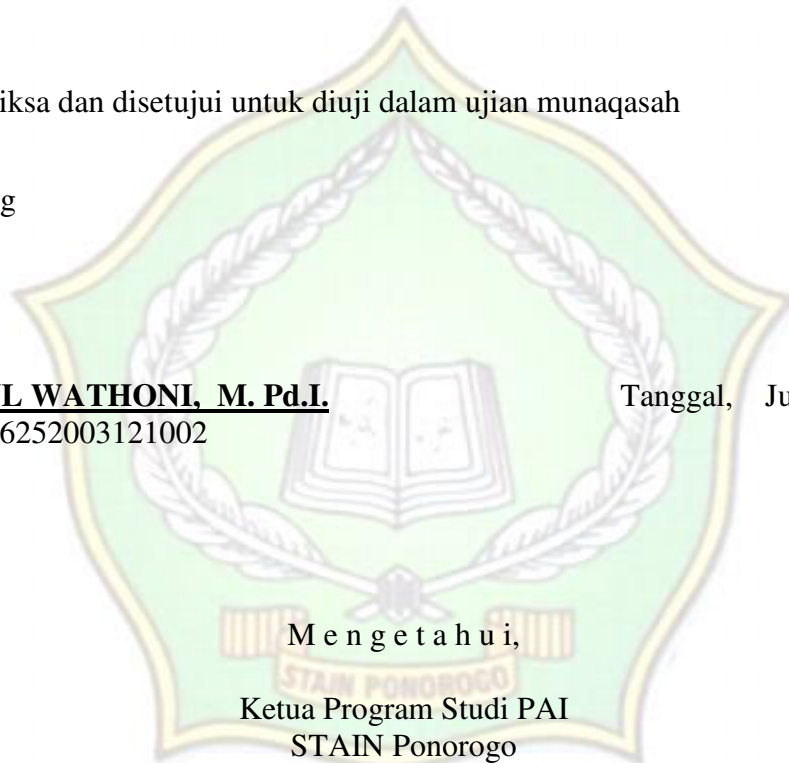 iksa dan disetujui untuk diuji dalam ujian munaqasah
g
L WATHONI, M. Pd.I. Tanggal, Ju
6252003121002
M e n g e t a h u i,
STAIN PONOROGO
Ketua Program Studi PAI
STAIN Ponorogo